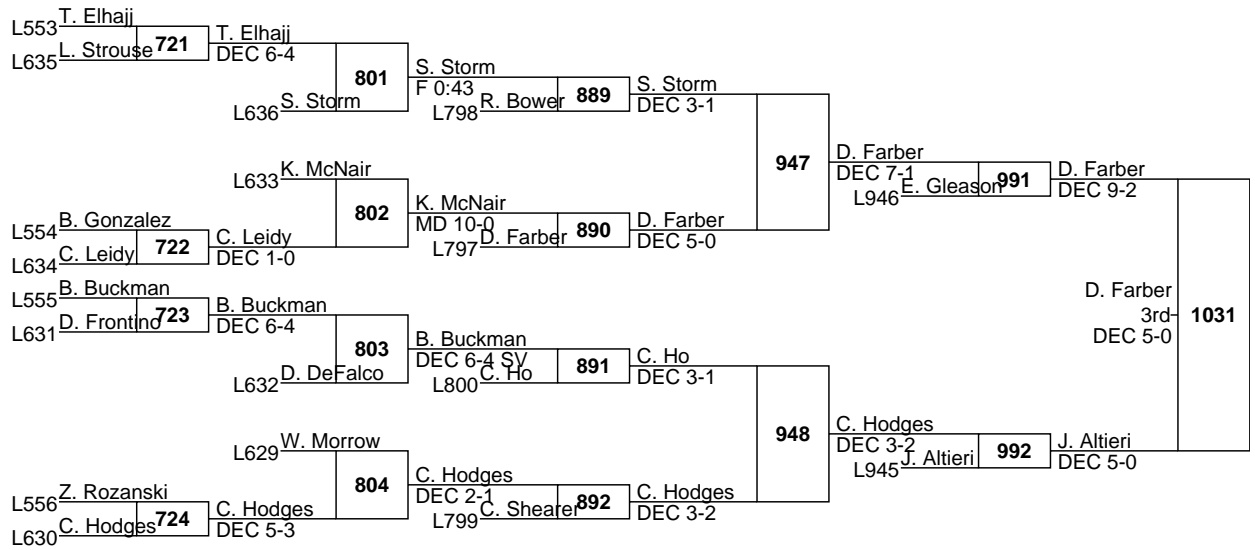 T. Elhajj
L553
721
T. Elhajj
L. Strouse
DEC 6-4
L635
801
S. Storm
F 0:43
S. Storm
L636
R. Bower
L798
889
S. Storm
DEC 3-1
947
D. Farber
DEC 7-1
E. Gleason
L946
991
D. Farber
DEC 9-2
K. McNair
L633
802
K. McNair
MD 10-0
B. Gonzalez
L554
722
C. Leidy
DEC 1-0
C. Leidy
L634
D. Farber
L797
890
D. Farber
DEC 5-0
B. Buckman
L555
723
B. Buckman
DEC 6-4
D. Frontino
L631
803
B. Buckman
DEC 6-4 SV
D. DeFalco
L632
C. Ho
L800
891
C. Ho
DEC 3-1
D. Farber
3rd
DEC 5-0
1031
948
C. Hodges
DEC 3-2
J. Altieri
L945
992
J. Altieri
DEC 5-0
W. Morrow
L629
804
C. Hodges
DEC 2-1
Z. Rozanski
L556
724
C. Hodges
DEC 5-3
C. Hodges
L630
C. Shearer
L799
892
C. Hodges
DEC 3-2